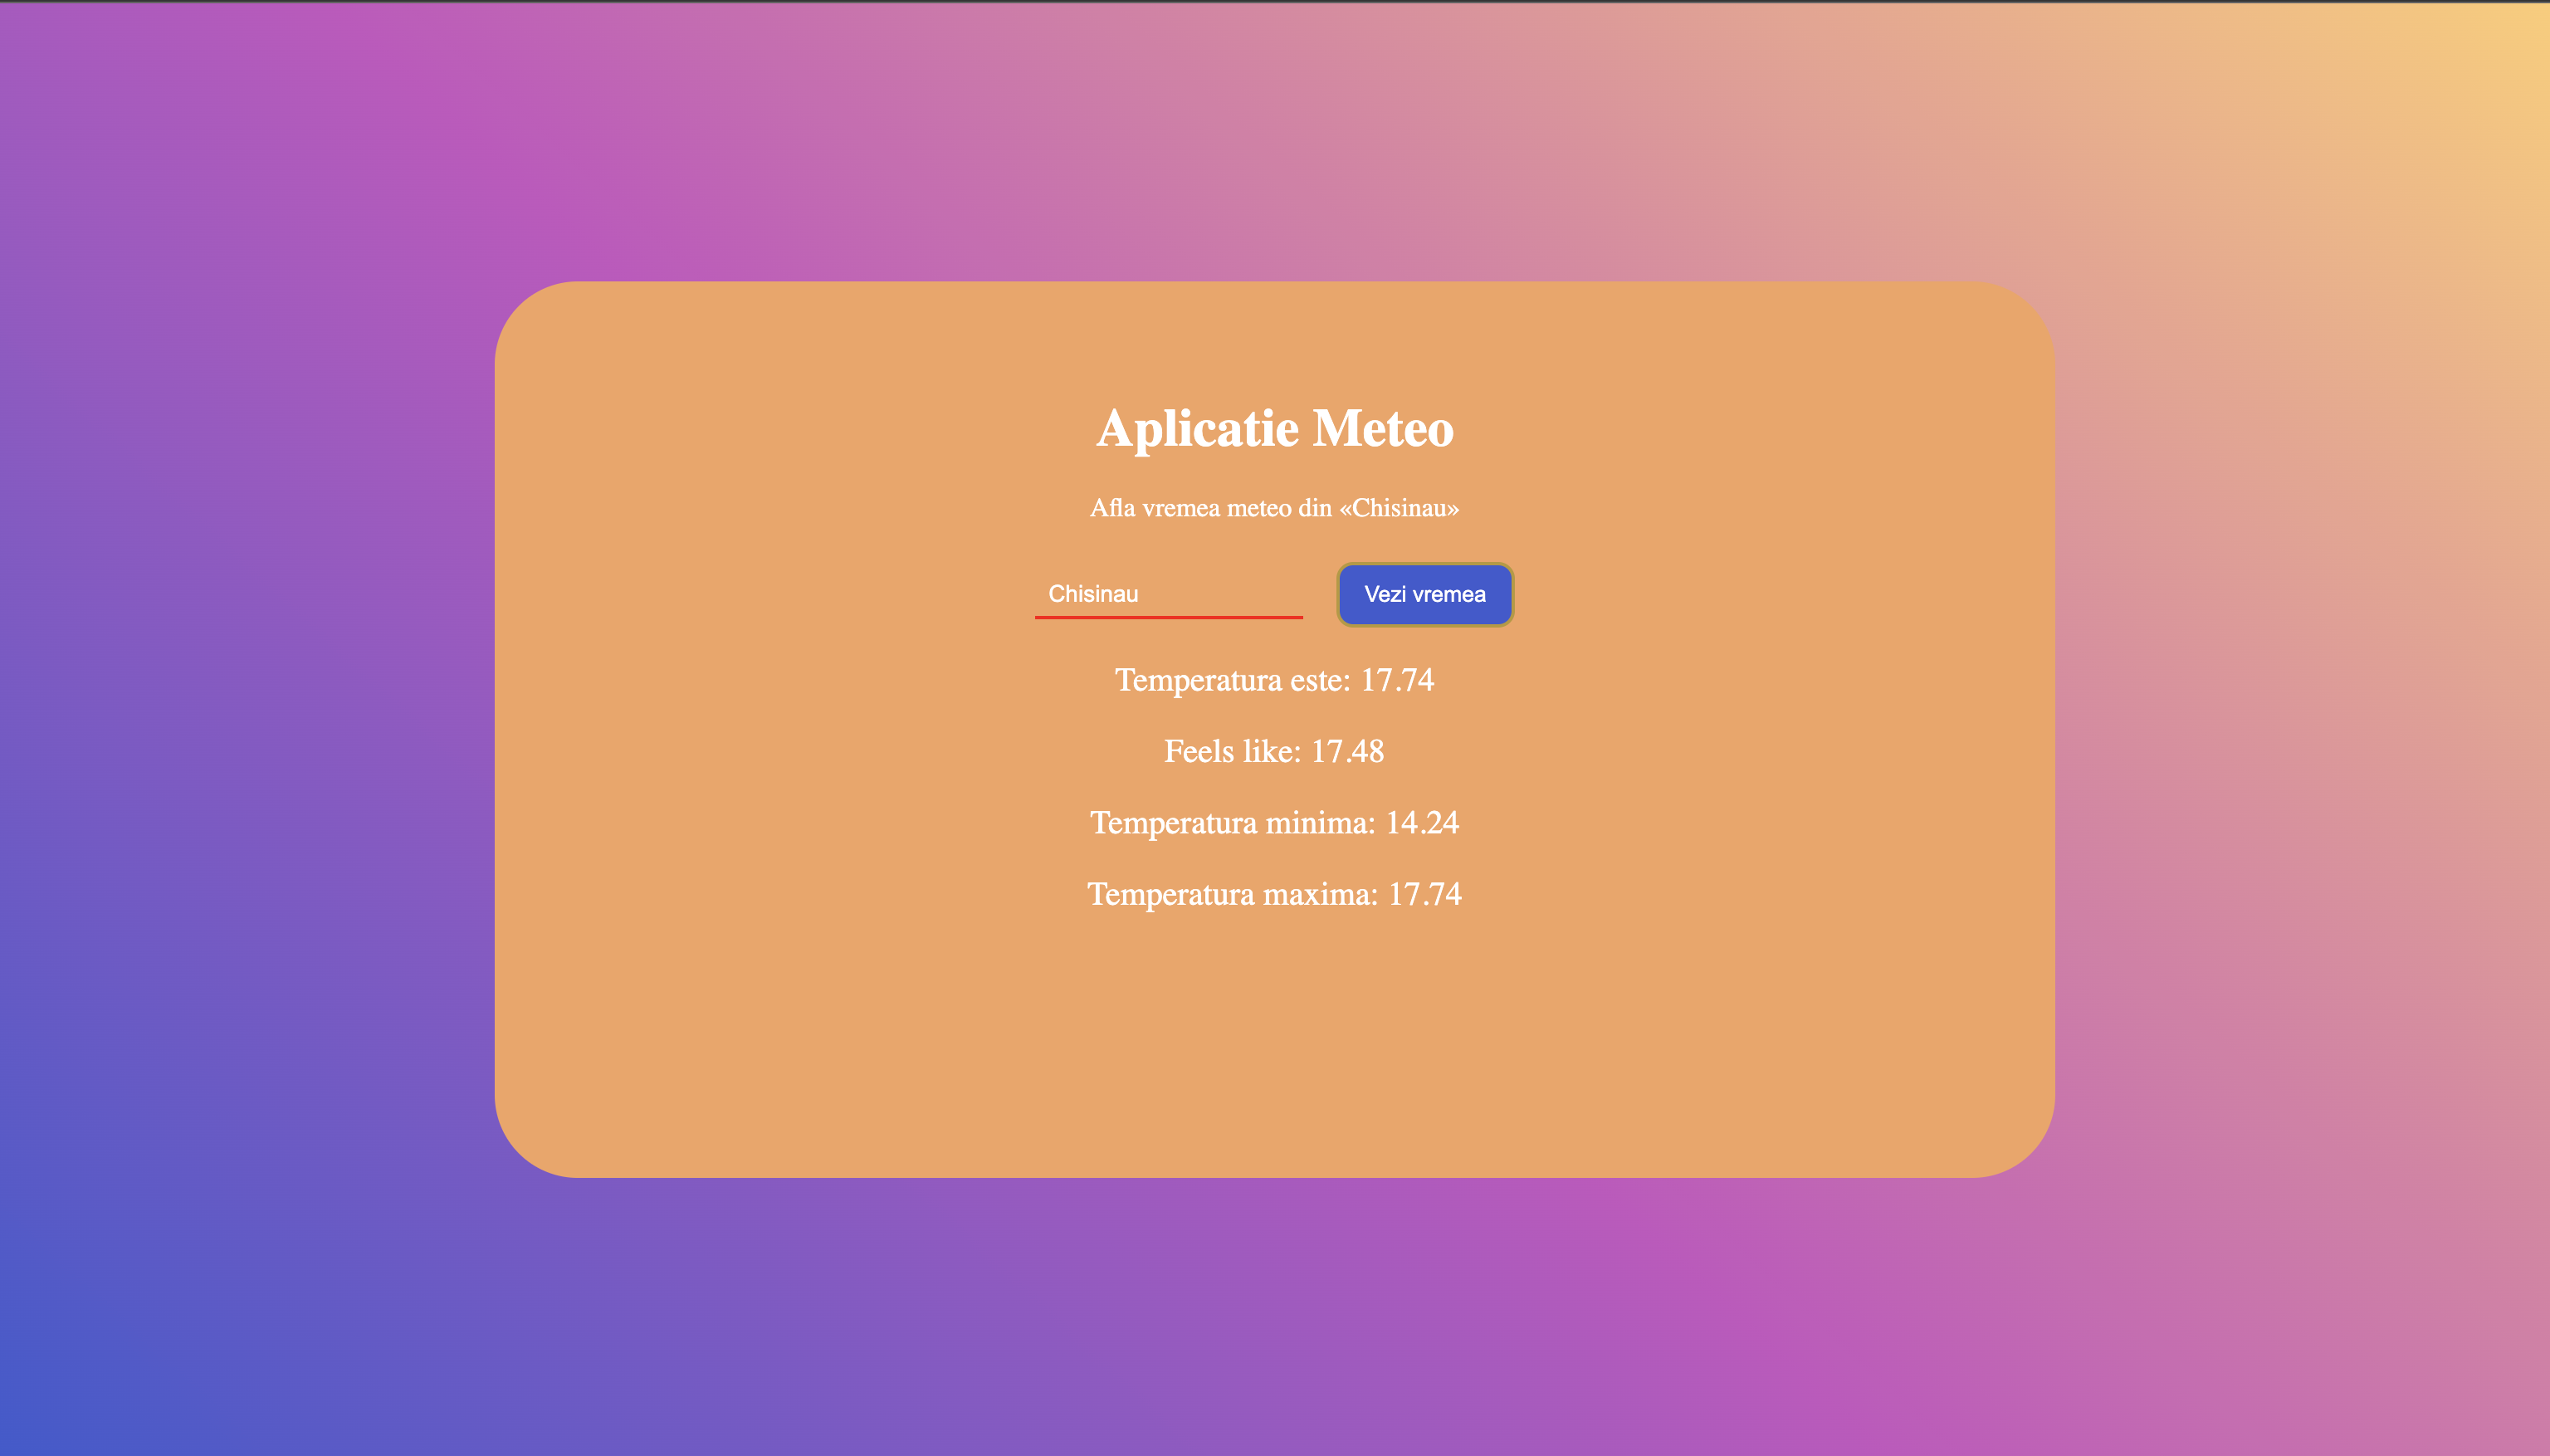 Aplicatie Meteo
Afla vremea meteo din «Chisinau»
Chisinau Vezi vremea
Temperatura este: 17.74
Feels like: 17.48
Temperatura minima: 14.24
Temperatura maxima: 17.74